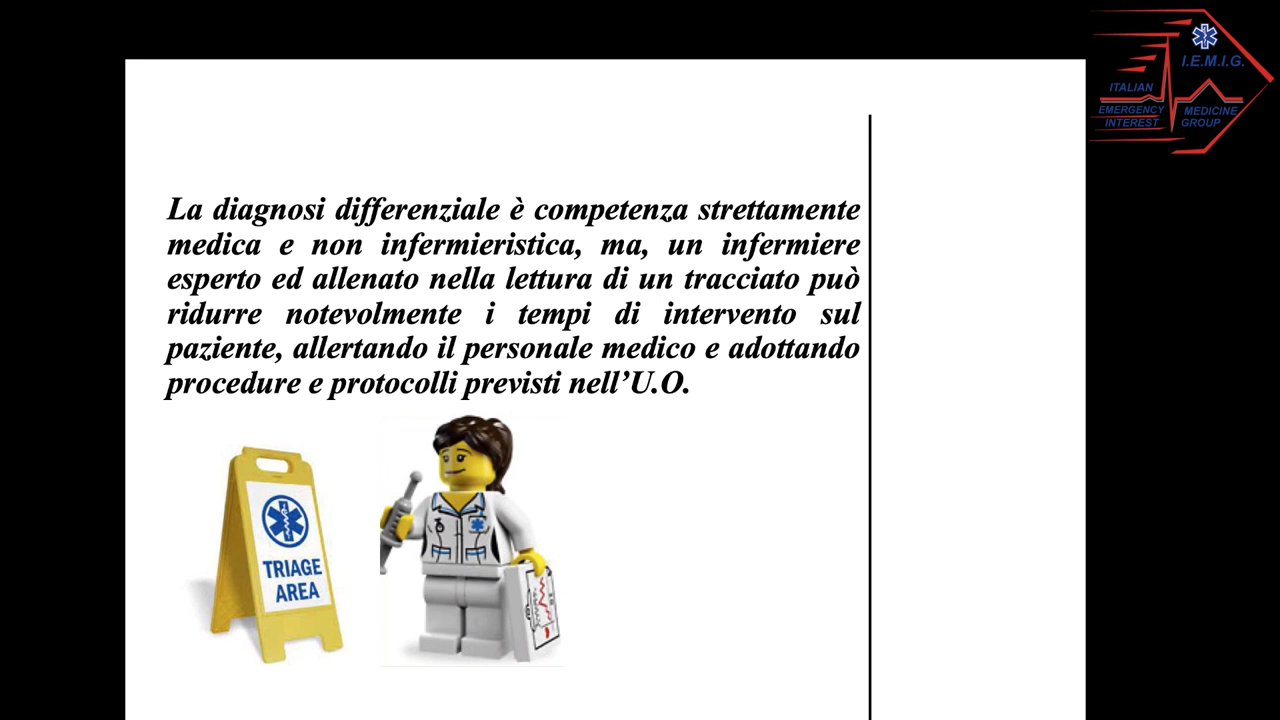 I.E.M.I.G.
ITALIAN
EMERGENCY MEDICINE
INTEREST GROUP
La diagnosi differenziale è competenza strettamente
medica e non infermieristica, ma, un infermiere
esperto ed allenato nella lettura di un tracciato può
ridurre notevolmente i tempi di intervento sul
paziente, allertando il personale medico e adottando
procedure e protocolli previsti nell’U.O.
TRIAGE
AREA